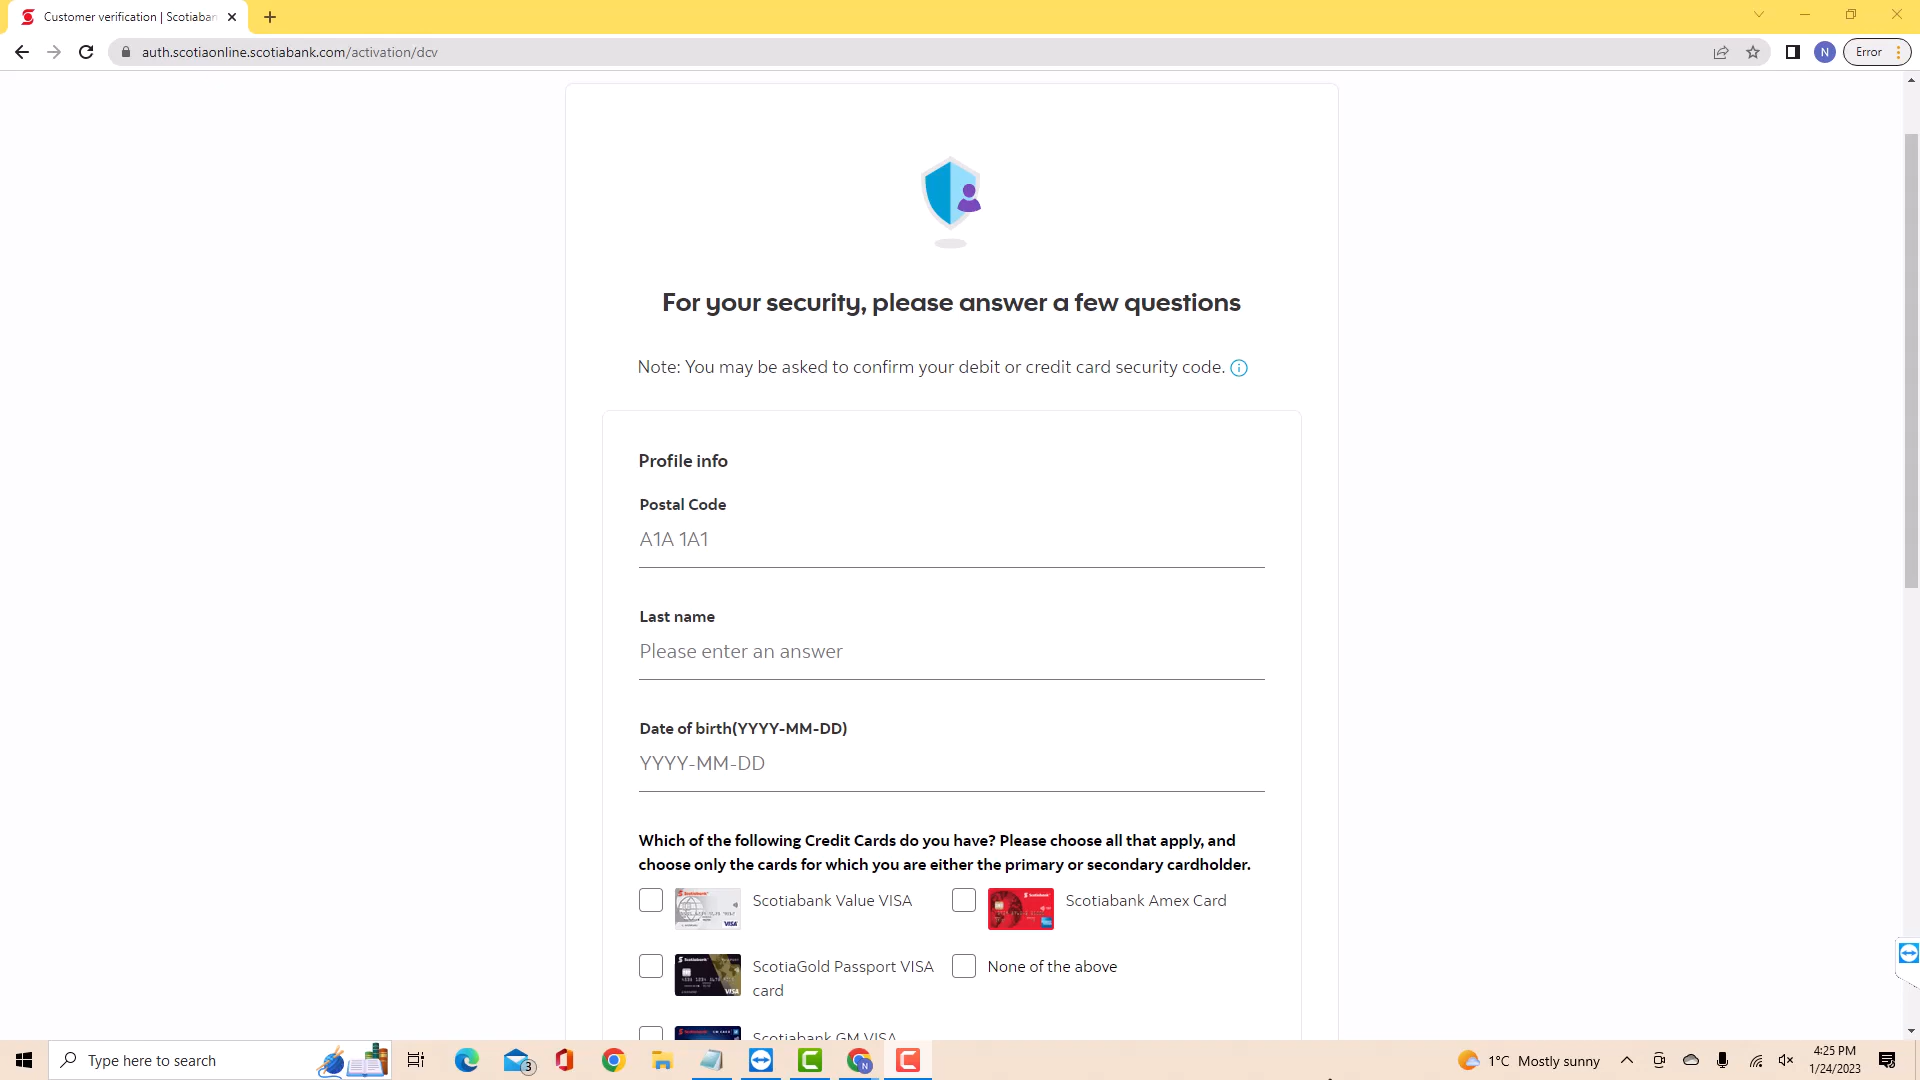 Customer verification | Scotiaban
auth.scotiaonline.scotiabank.com/activation/dcv
N
Error
For your security, please answer a few questions
Note: You may be asked to confirm your debit or credit card security code.
Profile info
Postal Code
A1A 1A1
Last name
Please enter an answer
Date of birth(YYYY-MM-DD)
YYYY-MM-DD
Which of the following Credit Cards do you have? Please choose all that apply, and
choose only the cards for which you are either the primary or secondary cardholder.
Scotiabank Value VISA
Scotiabank Amex Card
ScotiaGold Passport VISA
card
None of the above
Scotiabank GM VISA
Type here to search
3
N
1°C Mostly sunny
4:25 PM
1/24/2023